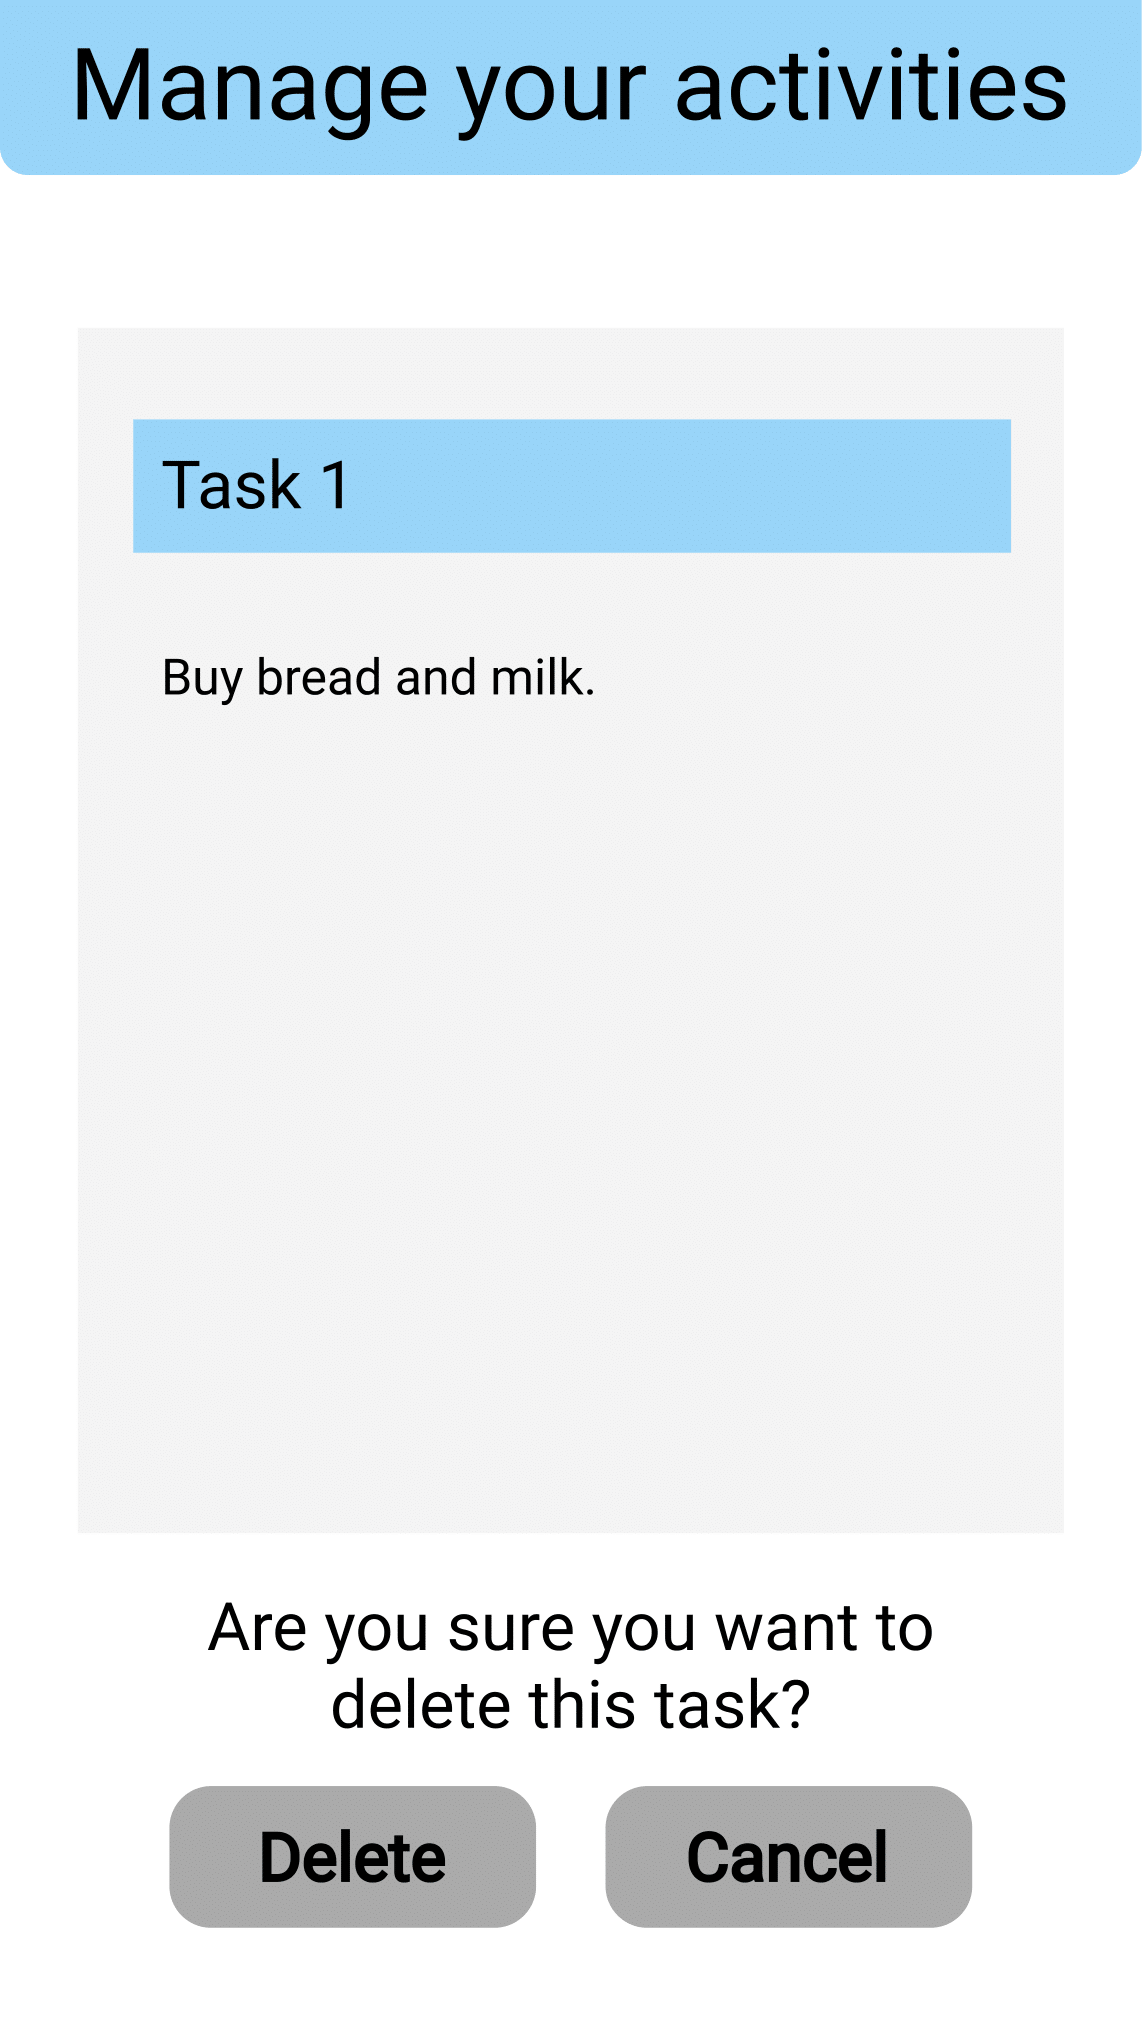 Manage your activities
Task 1
Buy bread and milk.
Are you sure you want to
delete this task?
Delete
Cancel